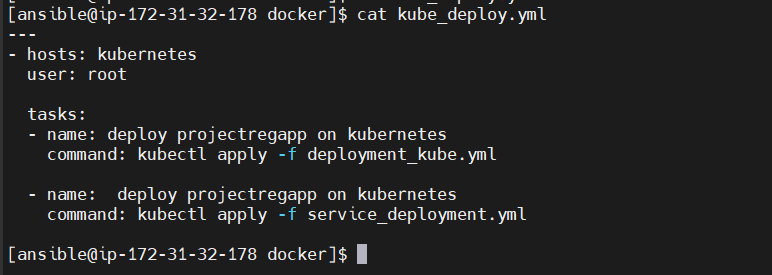 [ansible@ip-172-31-32-178 docker]$ cat kube_deploy.yml
---
- hosts: kubernetes
  user: root

  tasks:
  - name: deploy projectregapp on kubernetes
    command: kubectl apply -f deployment_kube.yml

  - name:  deploy projectregapp on kubernetes
    command: kubectl apply -f service_deployment.yml

[ansible@ip-172-31-32-178 docker]$